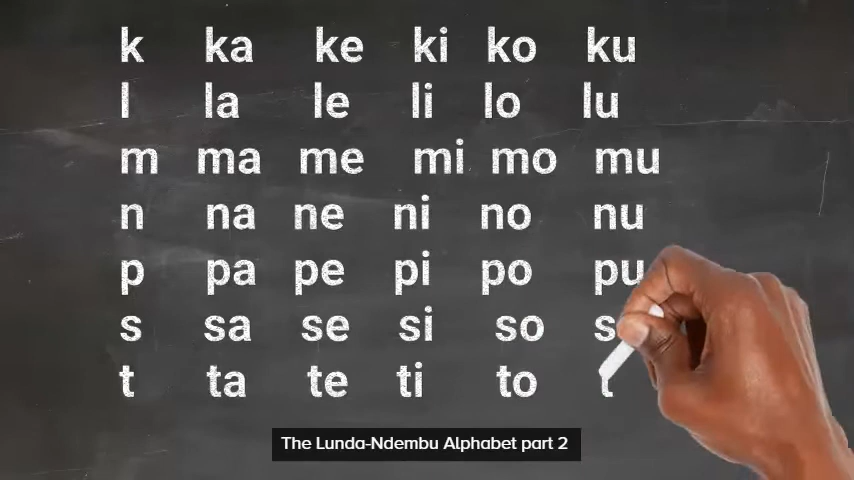 k ka ke ki ko ku
l la le li lo lu
m ma me mi mo mu
n na ne ni no nu
p pa pe pi po pu
s sa se si so
t ta te ti to
The Lunda-Ndembu Alphabet part 2